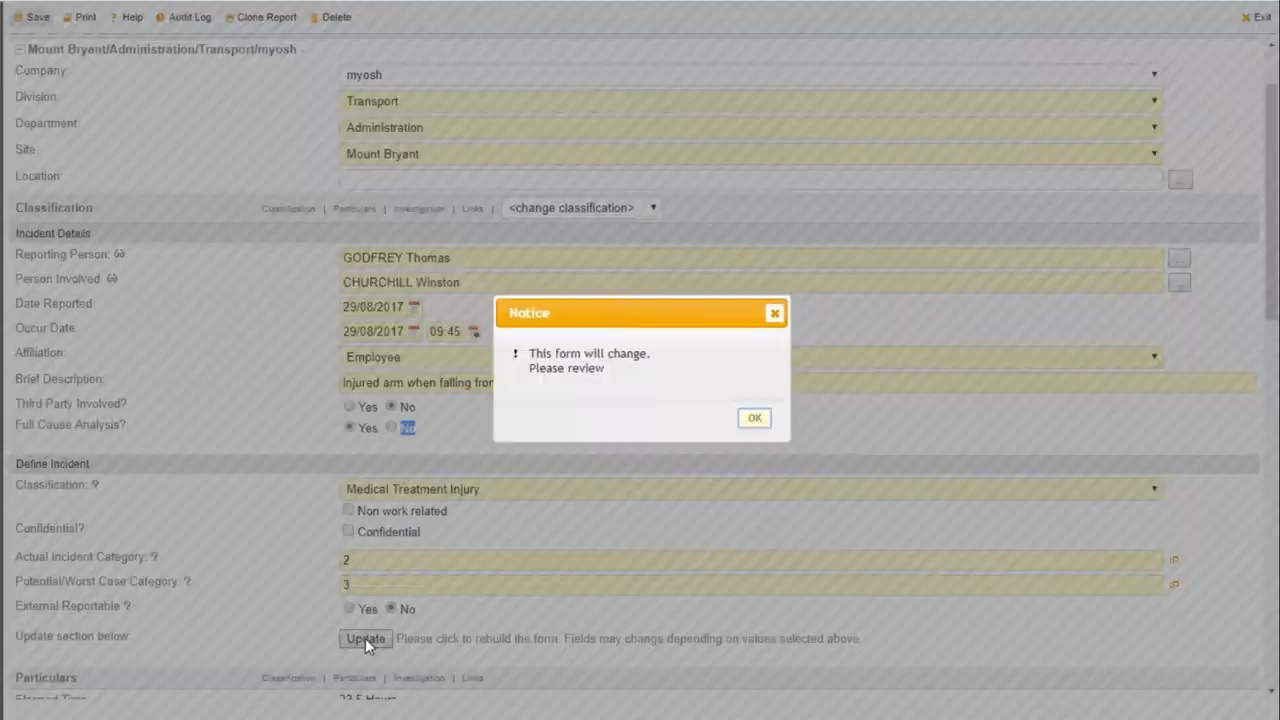 Save Print ? Help Audit Log Clone Report Delete Exit
Mount Bryant/Administration/Transport/myosh
Company: myosh
Division: Transport
Department: Administration
Site: Mount Bryant
Location: ...
Classification Classification | Particulars | Investigation | Links | <change classification>
Incident Details
Reporting Person: GODFREY Thomas ...
Person Involved CHURCHILL Winston ...
Date Reported 29/08/2017
Occur Date: 29/08/2017 09:45
Affiliation: Employee
Brief Description: Injured arm when falling from
Third Party Involved? Yes No
Full Cause Analysis? Yes No
Notice
! This form will change.
Please review
OK
Define Incident
Classification: ? Medical Treatment Injury
Non work related
Confidential? Confidential
Actual Incident Category: ? 2
Potential/Worst Case Category ? 3
External Reportable ? Yes No
Update section below Update Please click to rebuild the form. Fields may change depending on values selected above.
Particulars Classification | Particulars | Investigation | Links
Elapsed Time 23.5 Hours